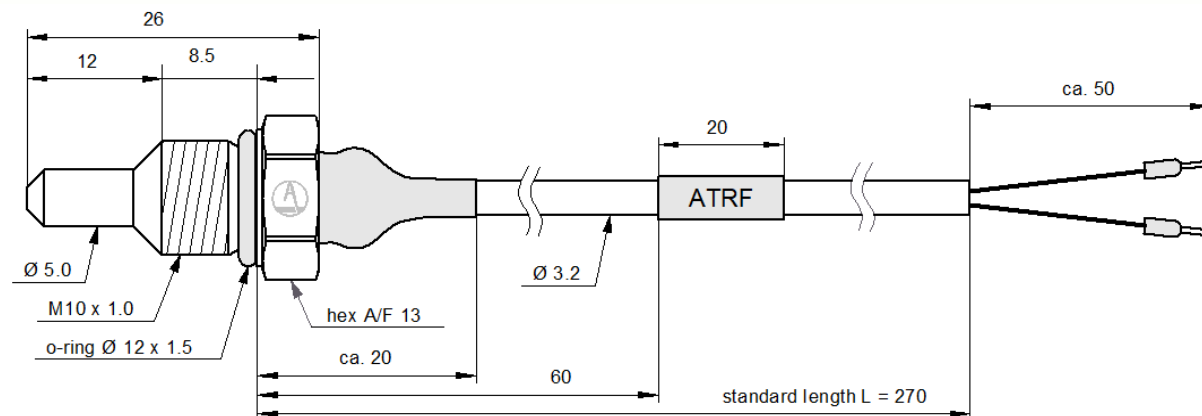 26
12
8.5
ca. 50
20
A
ATRF
Ø 5.0
Ø 3.2
M10 x 1.0
hex A/F 13
o-ring Ø 12 x 1.5
ca. 20
60
standard length L = 270